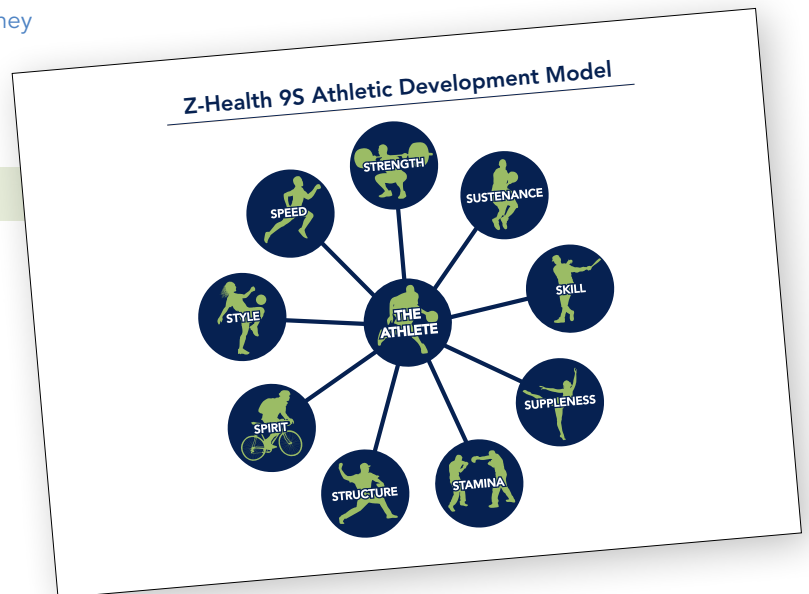 ney
Z-Health 9S Athletic Development Model
STRENGTH
SUSTENANCE
SPEED
SKILL
STYLE
THE
ATHLETE
SUPPLENESS
SPIRIT
STAMINA
STRUCTURE